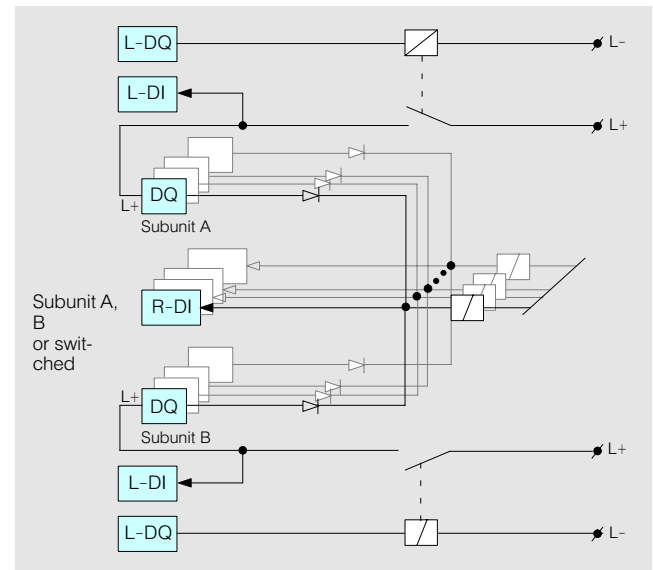 L-DQ
L-
L-DI
L+
L+
DQ
Subunit A
Subunit A,
B
or swit-
ched
R-DI
L+
DQ
Subunit B
L+
L-DI
L-DQ
L-